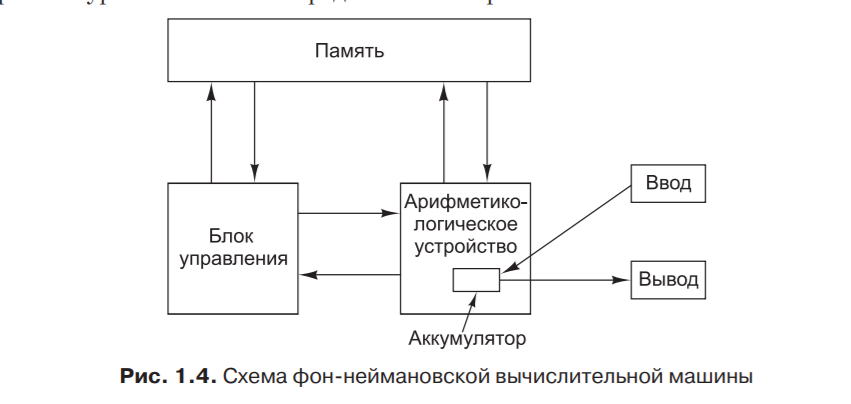 Память
Арифметико-
логическое
устройство
Блок
управления
Ввод
Вывод
Аккумулятор
Рис. 1.4. Схема фон-неймановской вычислительной машины